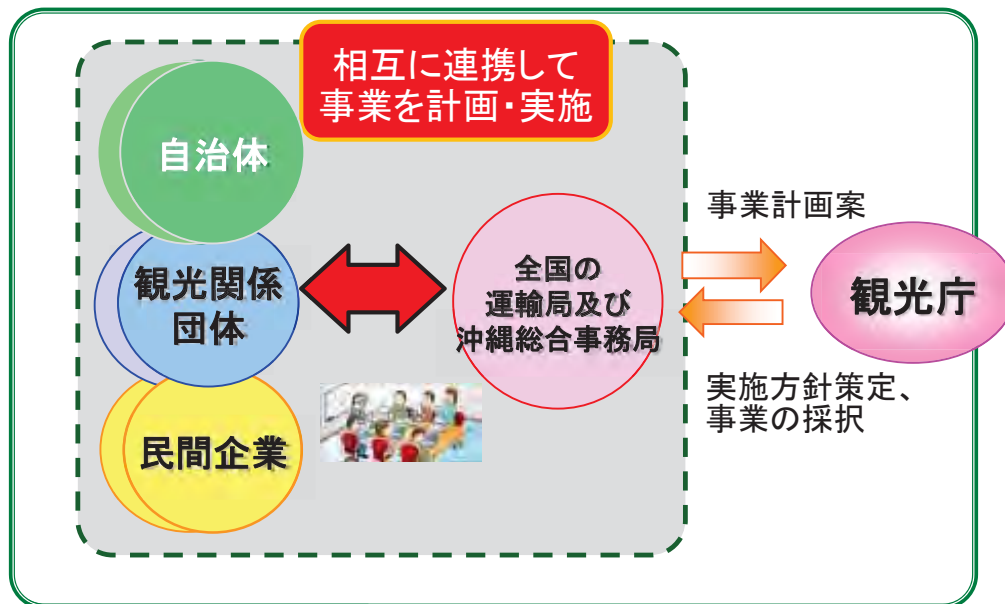 相互に連携して
事業を計画・実施
自治体
観光関係
団体
民間企業
全国の
運輸局及び
沖縄総合事務局
事業計画案
観光庁
実施方針策定、
事業の採択